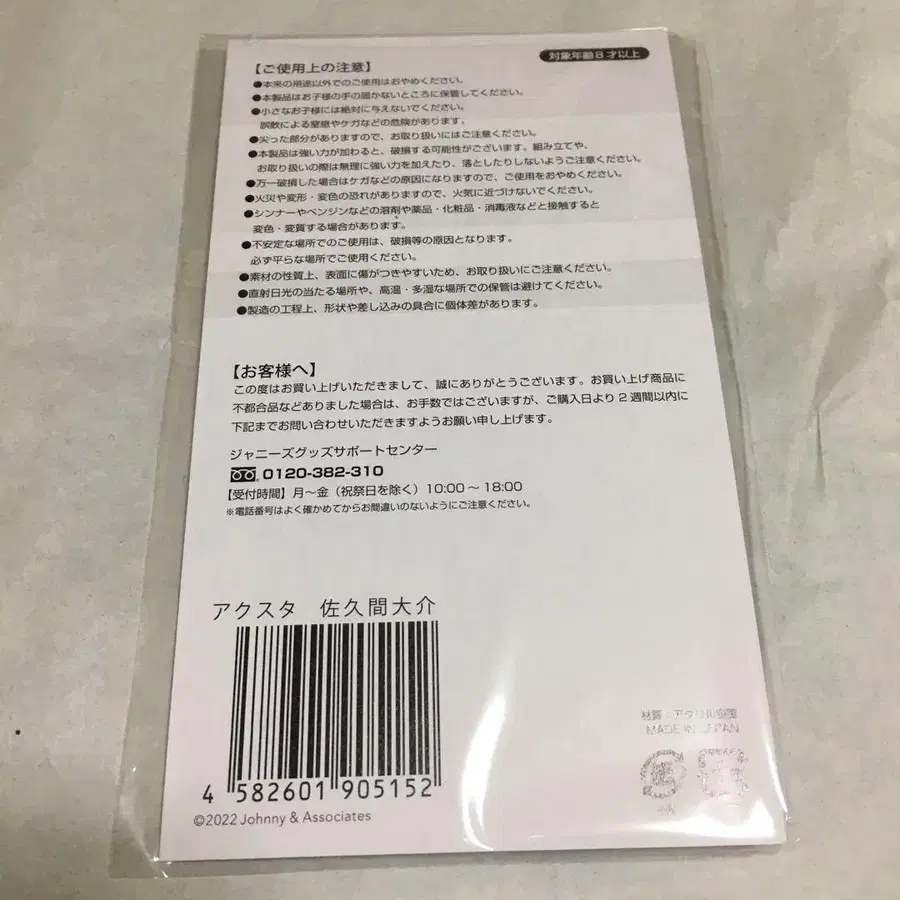 対象年齢8才以上
【ご使用上の注意】
●本来の用途以外でのご使用はおやめください。
●本製品はお子様の手の届かないところに保管してください。
●小さなお子様には絶対に与えないでください。
誤飲による窒息やケガなどの危険があります。
●尖った部分がありますので、お取り扱いにはご注意ください。
●本製品は強い力が加わると、破損する可能性がございます。組み立てや、
お取り扱いの際は無理に強い力を加えたり、落としたりしないようご注意ください。
●万一破損した場合はケガなどの原因になりますので、ご使用をおやめください。
●火災や変形・変色の恐れがありますので、火気に近づけないでください。
●シンナーやベンジンなどの溶剤や薬品・化粧品・消毒液などと接触すると
変色・変質する場合があります。
●不安定な場所でのご使用は、破損等の原因となります。
必ず平らな場所でご使用ください。
●素材の性質上、表面に傷がつきやすいため、お取り扱いにご注意ください。
●直射日光の当たる場所や、高温・多湿な場所での保管は避けてください。
●製造の工程上、形状や差し込みの具合に個体差があります。
【お客様へ】
この度はお買い上げいただきまして、誠にありがとうございます。お買い上げ商品に
不都合品などありました場合は、お手数ではございますが、ご購入日より2週間以内に
下記までお問い合わせいただきますようお願い申し上げます。
ジャニーズグッズサポートセンター
0120-382-310
【受付時間】月～金（祝祭日を除く）10:00～18:00
※電話番号はよく確かめてからお間違いのないようにご注意ください。
アクスタ 佐久間大介
4 582601 905152
©2022 Johnny & Associates
材質：アクリル樹脂
MADE IN JAPAN